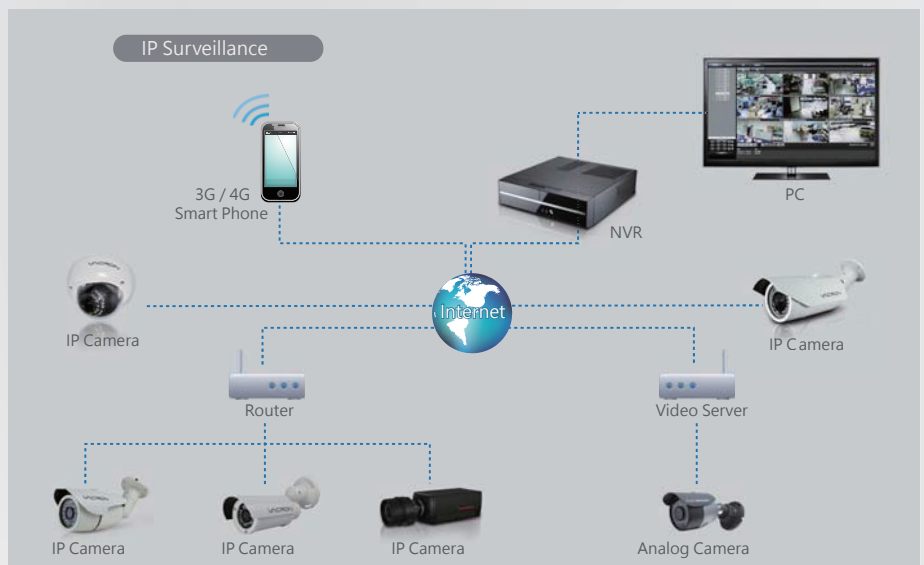 IP Surveillance
3G / 4G
Smart Phone
NVR
PC
IP Camera
Internet
IP Camera
Router
Video Server
IP Camera
IP Camera
IP Camera
Analog Camera